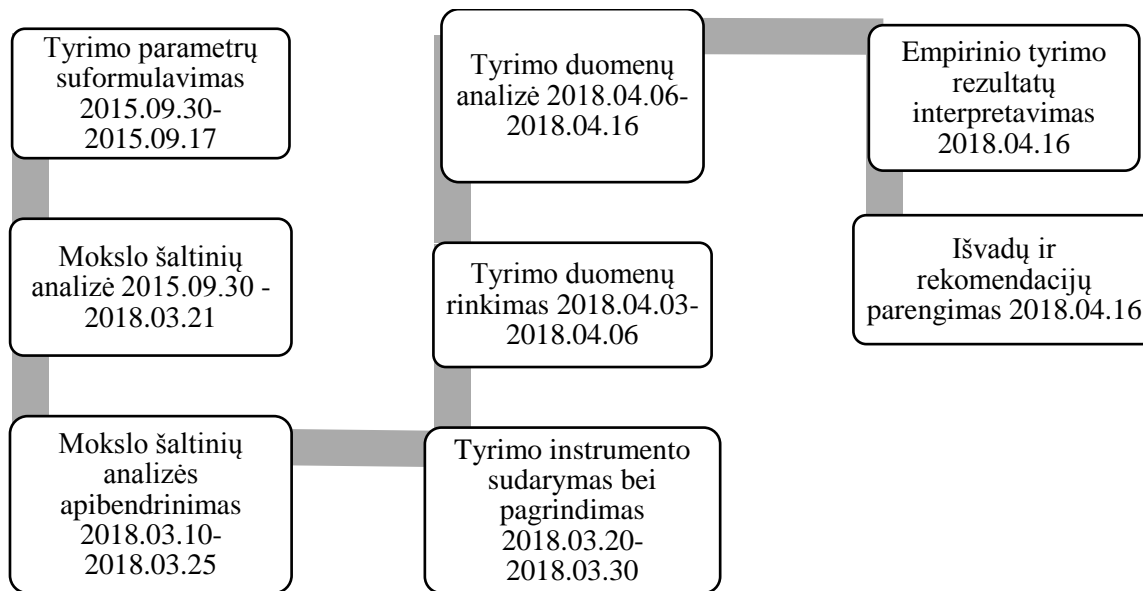 Tyrimo parametrų
suformulavimas
2015.09.30-
2015.09.17
Mokslo šaltinių
analizė 2015.09.30 -
2018.03.21
Mokslo šaltinių
analizės
apibendrinimas
2018.03.10-
2018.03.25
Tyrimo instrumento
sudarymas bei
pagrindimas
2018.03.20-
2018.03.30
Tyrimo duomenų
rinkimas 2018.04.03-
2018.04.06
Tyrimo duomenų
analizė 2018.04.06-
2018.04.16
Empirinio tyrimo
rezultatų
interpretavimas
2018.04.16
Išvadų ir
rekomendacijų
parengimas 2018.04.16